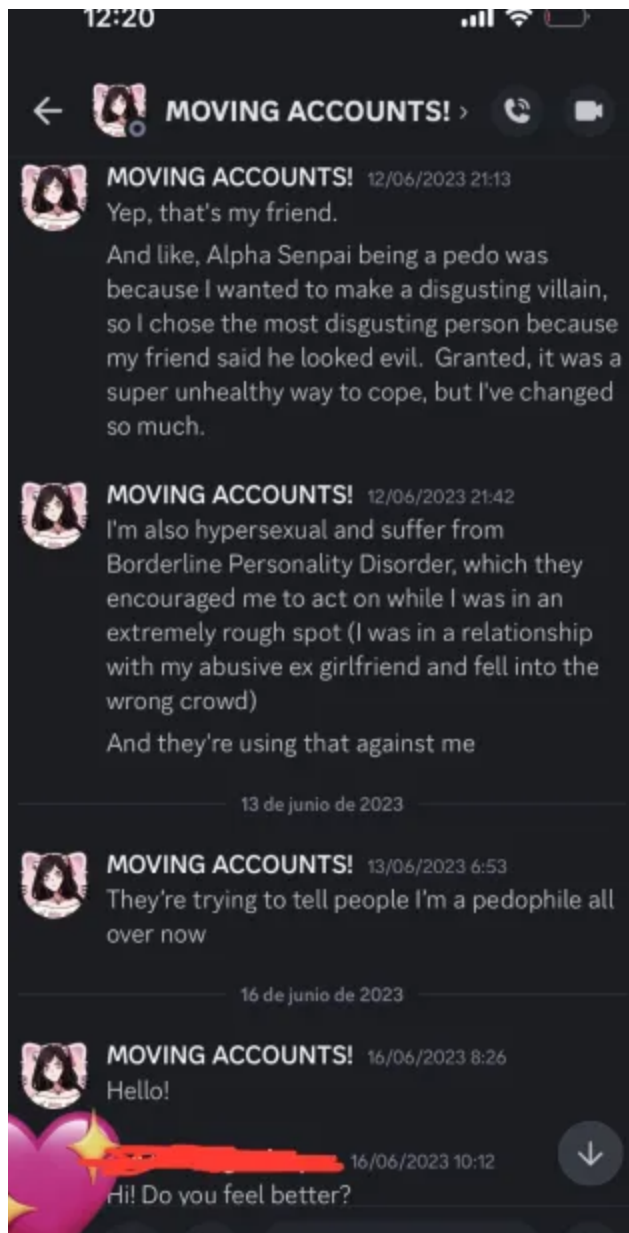 12:20
MOVING ACCOUNTS! ›
MOVING ACCOUNTS! 12/06/2023 21:13
Yep, that's my friend.
And like, Alpha Senpai being a pedo was
because I wanted to make a disgusting villain,
so I chose the most disgusting person because
my friend said he looked evil. Granted, it was a
super unhealthy way to cope, but I've changed
so much.
MOVING ACCOUNTS! 12/06/2023 21:42
I'm also hypersexual and suffer from
Borderline Personality Disorder, which they
encouraged me to act on while I was in an
extremely rough spot (I was in a relationship
with my abusive ex girlfriend and fell into the
wrong crowd)
And they're using that against me
13 de junio de 2023
MOVING ACCOUNTS! 13/06/2023 6:53
They're trying to tell people I'm a pedophile all
over now
16 de junio de 2023
MOVING ACCOUNTS! 16/06/2023 8:26
Hello!
16/06/2023 10:12
Hi! Do you feel better?